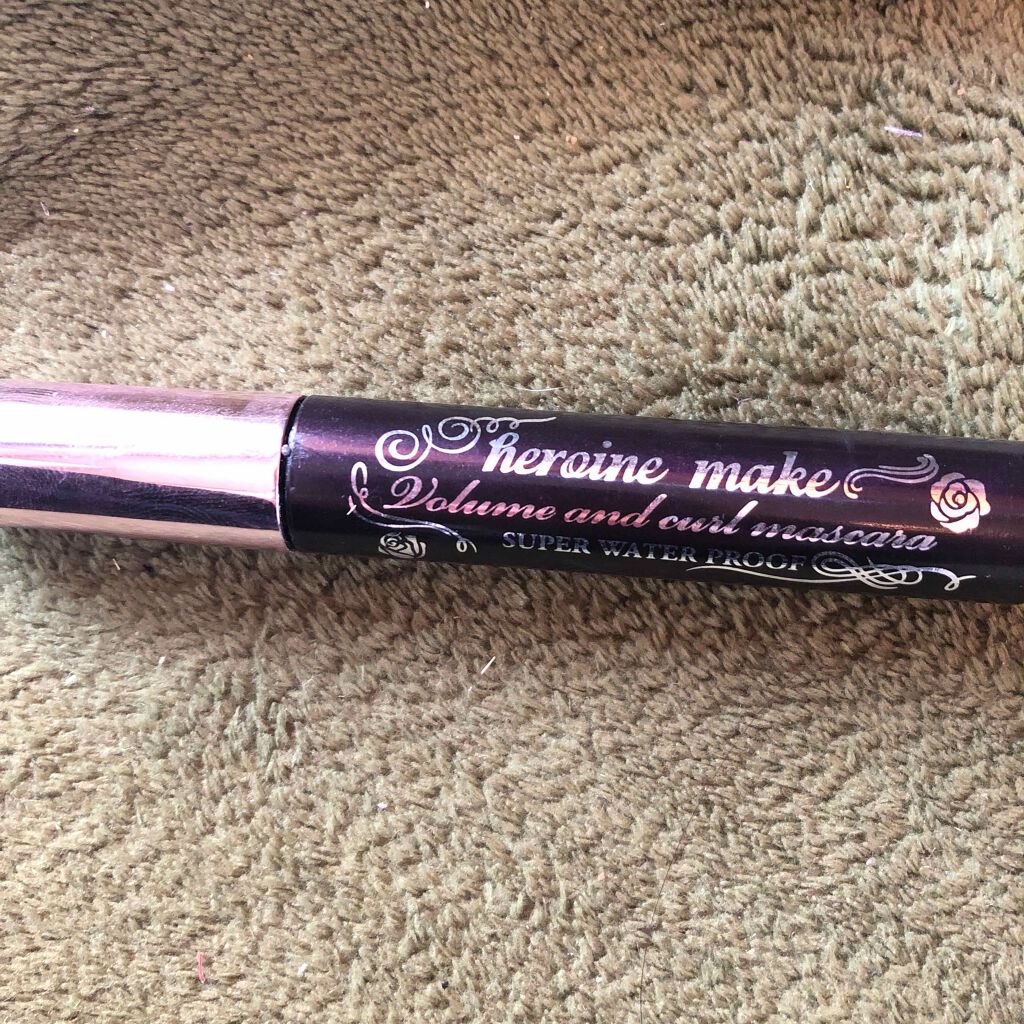 heroine make
Volume and curl mascara
SUPER WATER PROOF